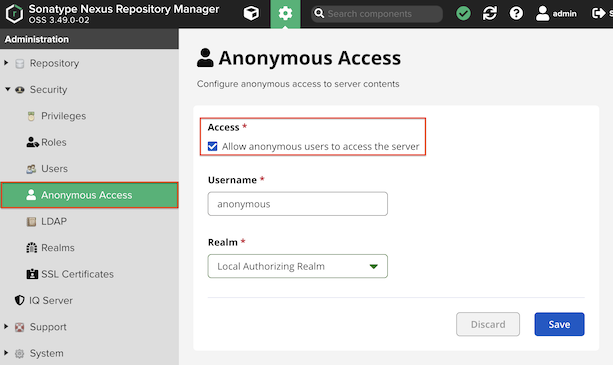 Sonatype Nexus Repository Manager
OSS 3.49.0-02
Search components
admin
S
Administration
Repository
Security
Privileges
Roles
Users
Anonymous Access
LDAP
Realms
SSL Certificates
IQ Server
Support
System
Anonymous Access
Configure anonymous access to server contents
Access *
Allow anonymous users to access the server
Username *
anonymous
Realm *
Local Authorizing Realm
Discard
Save